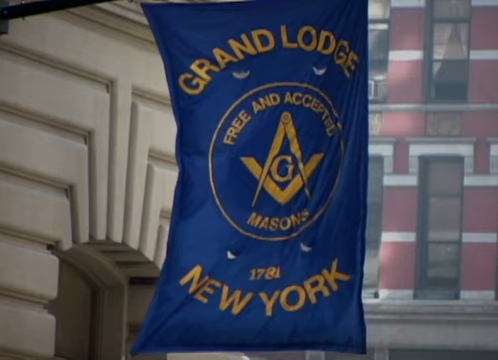 GRAND LODGE
FREE AND ACCEPTED
G
MASONS
1781
NEW YORK